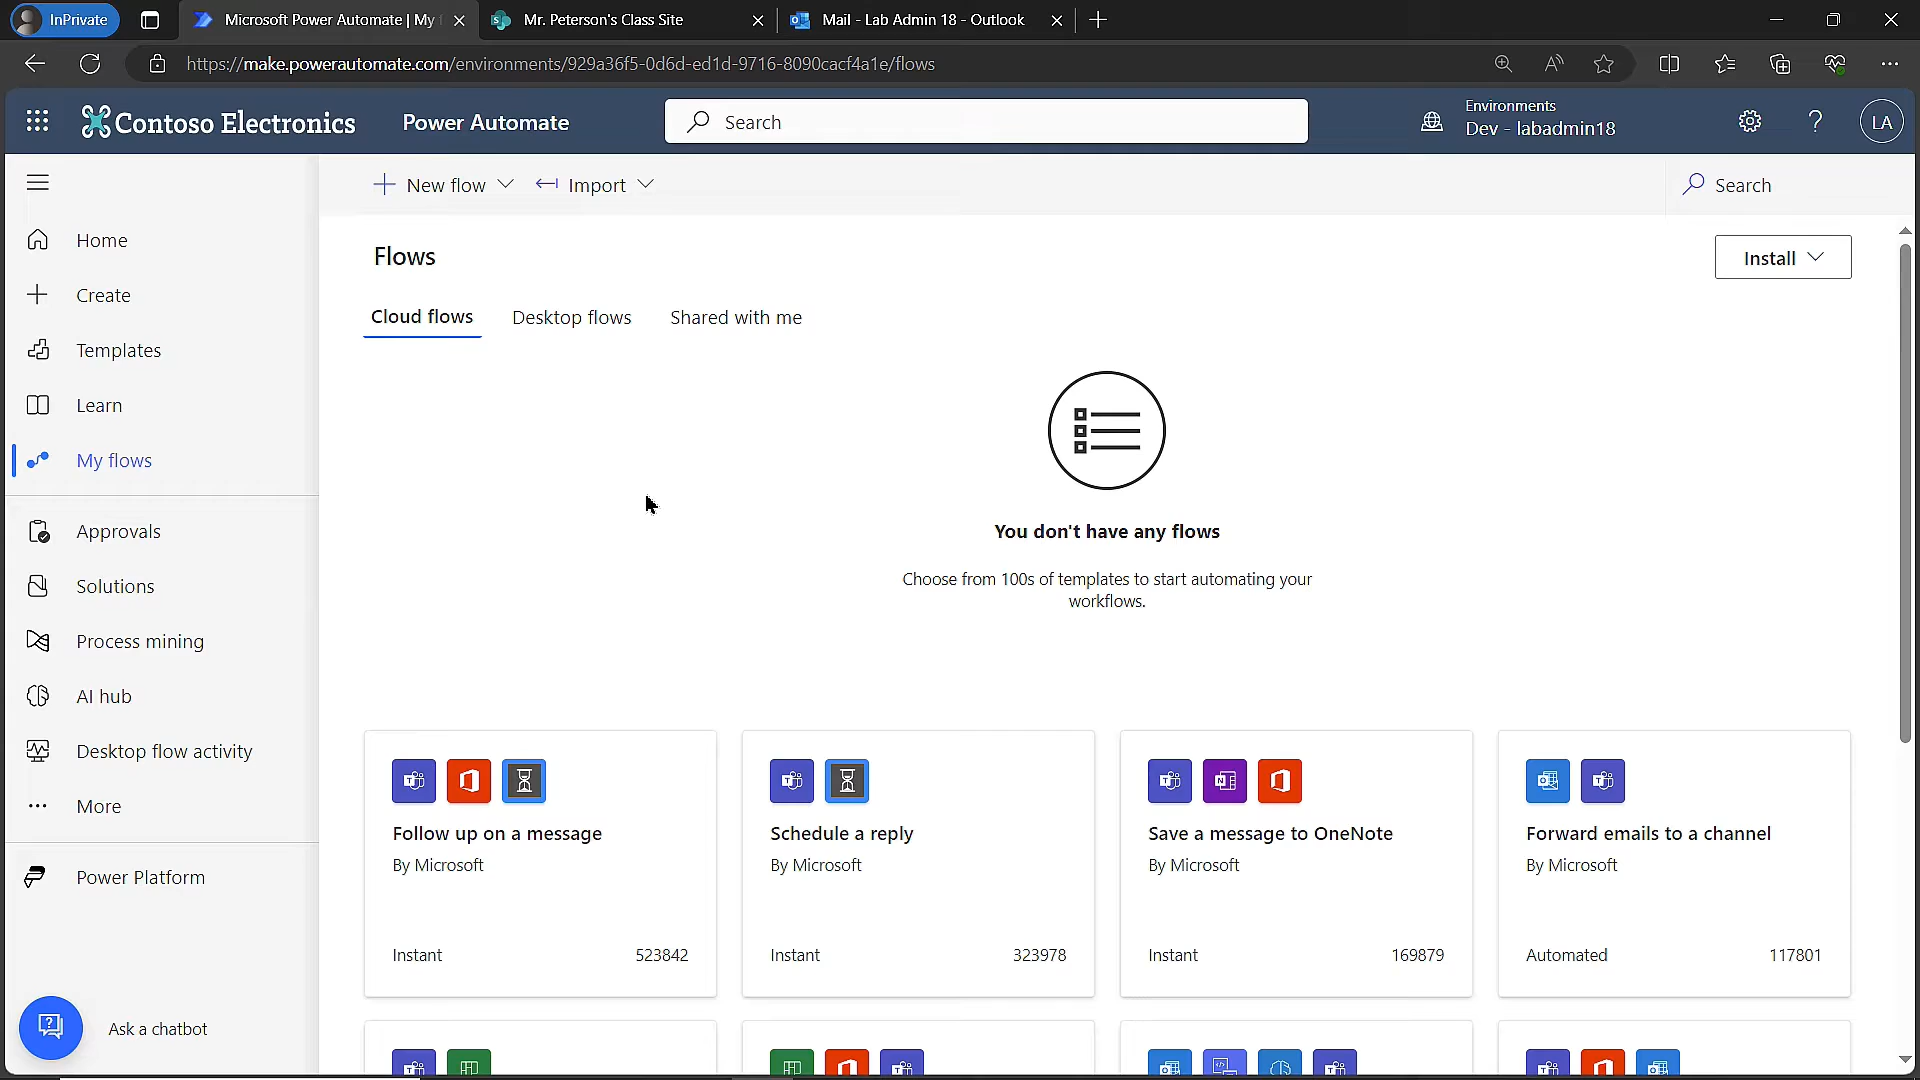 InPrivate
Microsoft Power Automate | My
Mr. Peterson's Class Site
Mail - Lab Admin 18 - Outlook
https://make.powerautomate.com/environments/929a36f5-0d6d-ed1d-9716-8090cacf4a1e/flows
Contoso Electronics
Power Automate
Search
Environments
Dev - labadmin18
?
LA
New flow
Import
Search
Home
Create
Templates
Learn
My flows
Approvals
Solutions
Process mining
AI hub
Desktop flow activity
More
Power Platform
Ask a chatbot
Flows
Install
Cloud flows
Desktop flows
Shared with me
You don't have any flows
Choose from 100s of templates to start automating your
workflows.
Follow up on a message
By Microsoft
Instant
523842
Schedule a reply
By Microsoft
Instant
323978
Save a message to OneNote
By Microsoft
Instant
169879
Forward emails to a channel
By Microsoft
Automated
117801